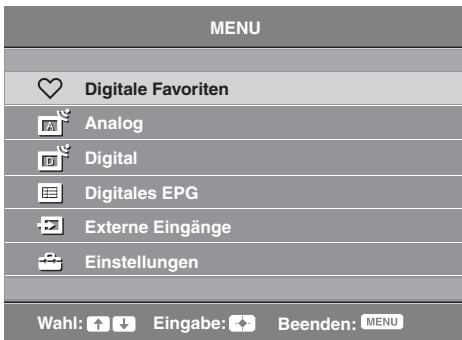 MENU
Digitale Favoriten
A Analog
D Digital
Digitales EPG
Externe Eingänge
Einstellungen
Wahl: Eingabe: Beenden: MENU